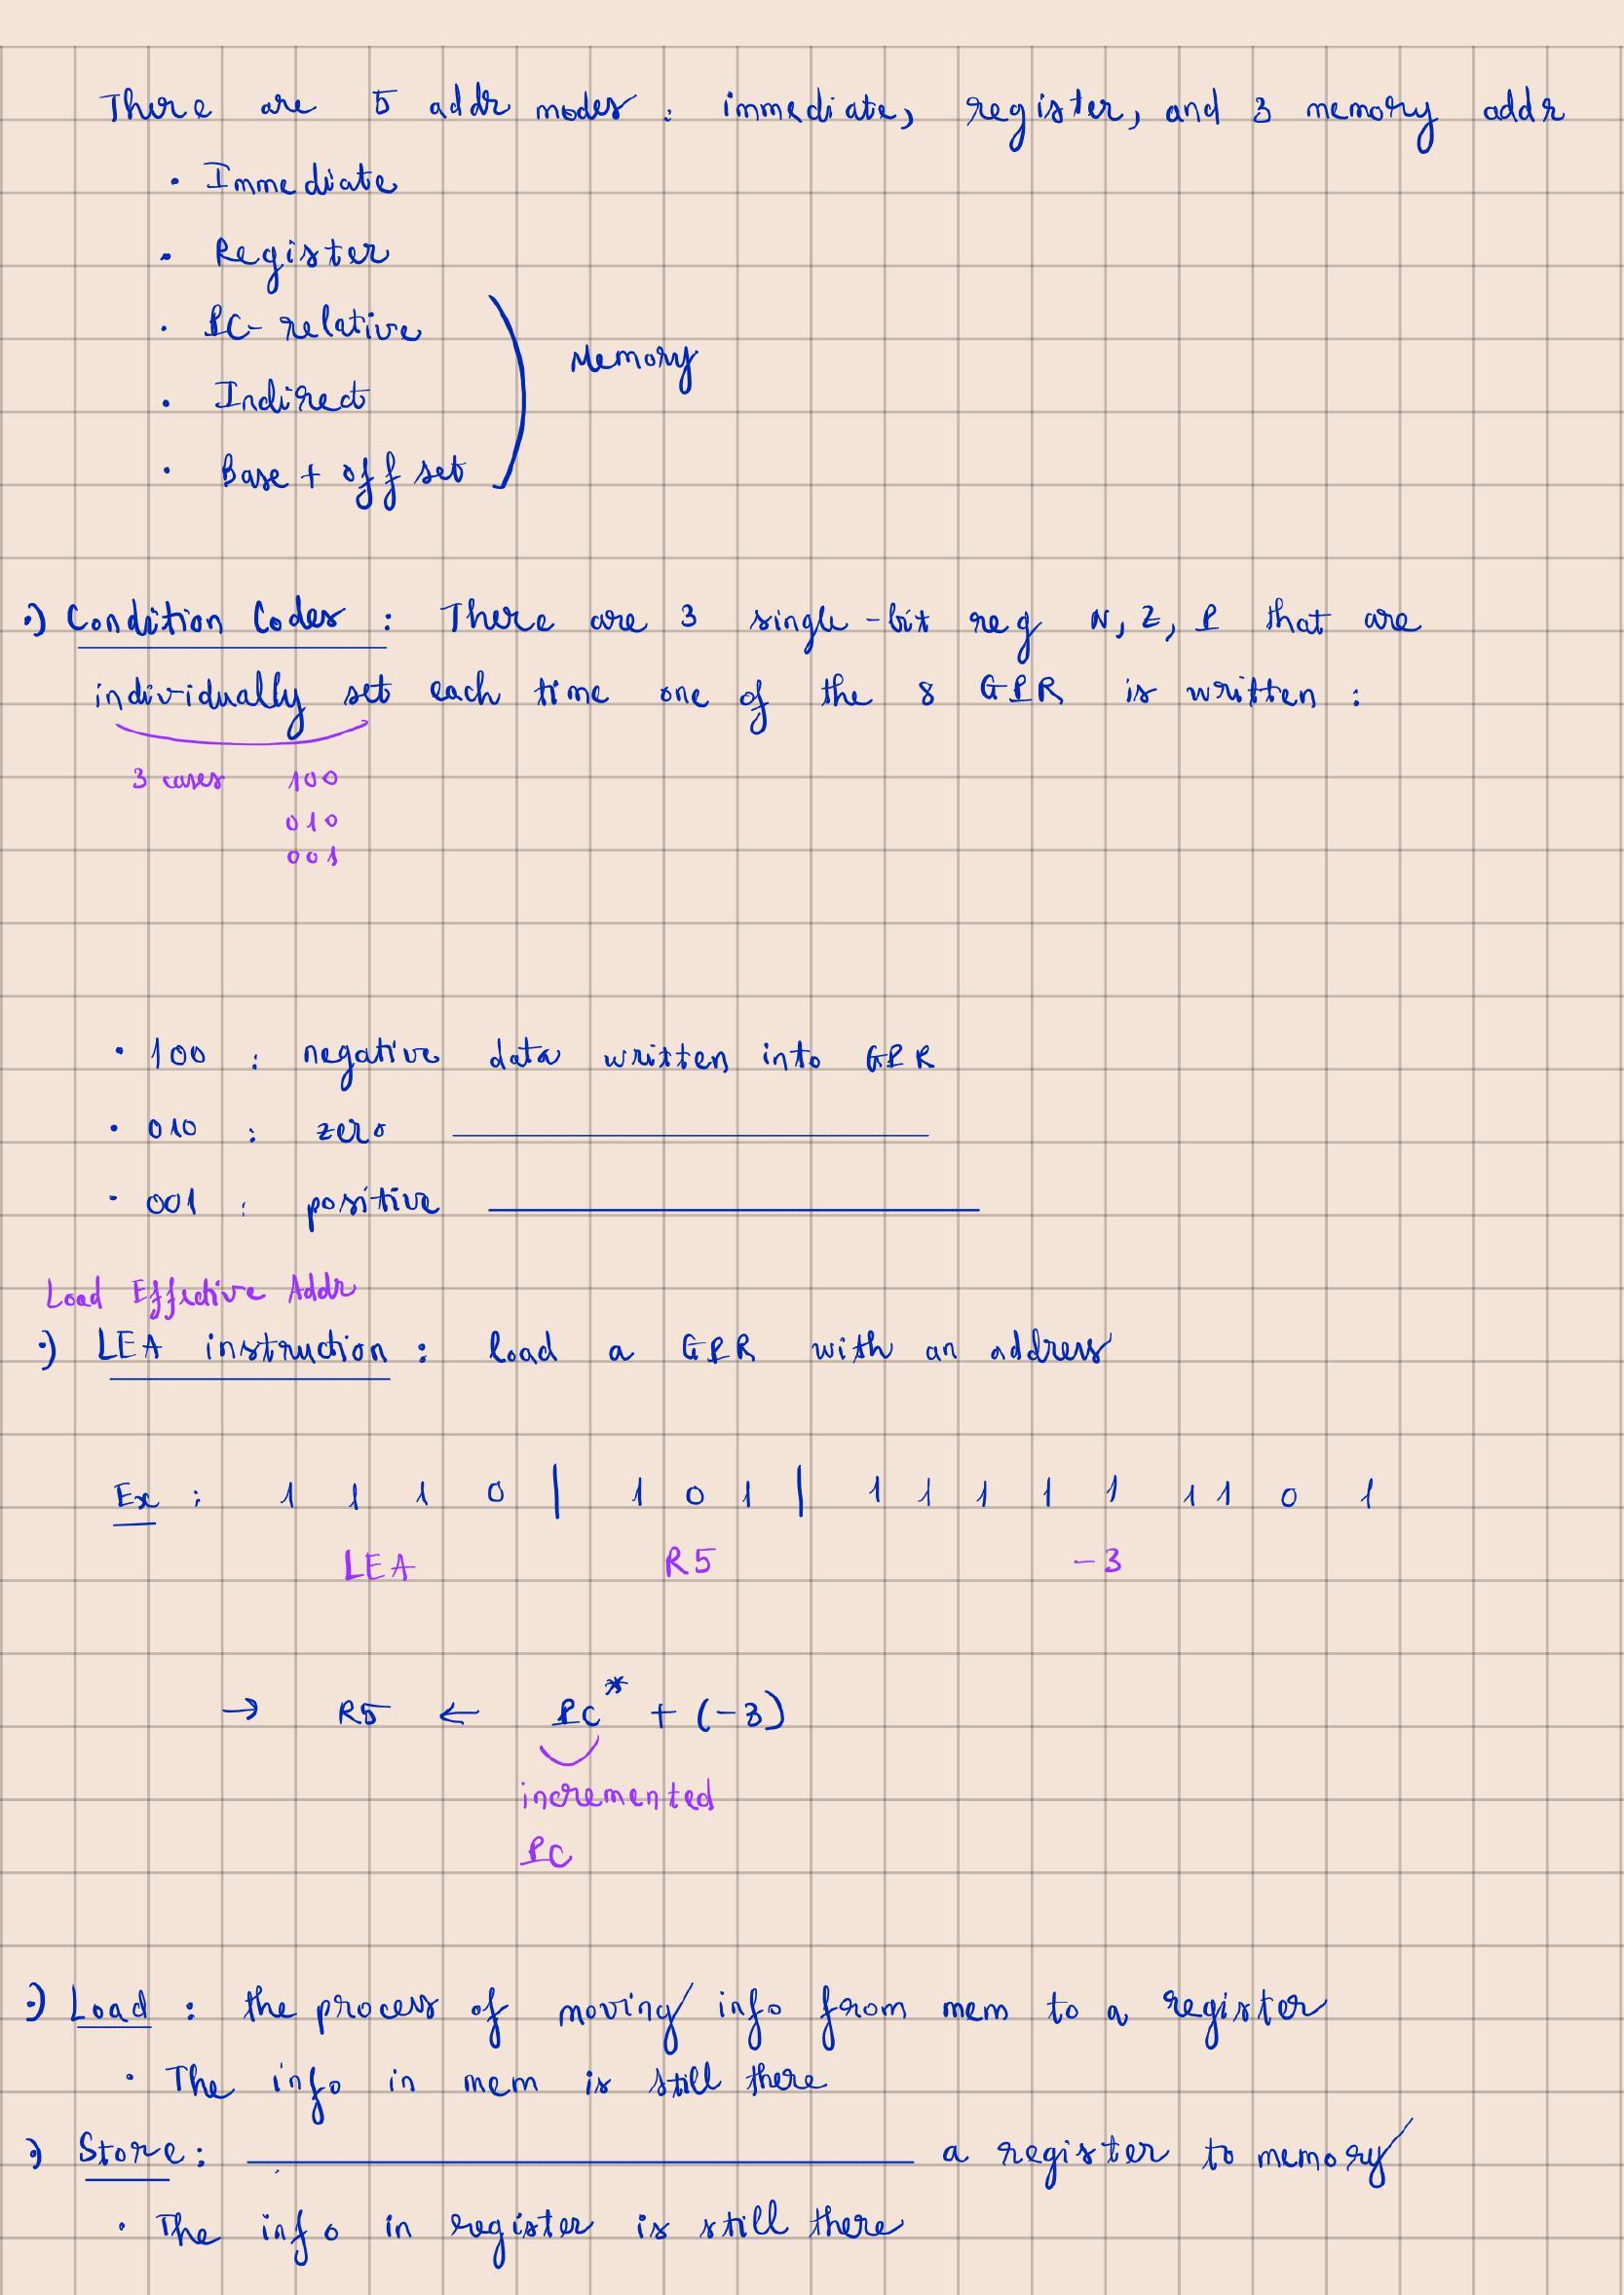 There are 5 addr modes : immediate, register, and 3 memory addr
• Immediate
• Register
• PC-relative
Memory
• Indirect
• Base + offset
:) Condition Codes : There are 3 single-bit reg N, Z, P that are
individually set each time one of the 8 GPR is written :
3 cases 100
010
001
• 100 : negative data written into GPR
• 010 : zero
• 001 : positive
Load Effective Addr
:) LEA instruction : load a GPR with an address
Ex : 1 1 1 0 | 1 0 1 | 1 1 1 1 1 1 1 0 1
LEA R5 -3
→ R5 ← PC* + (-3)
incremented
PC
:) Load : the process of moving info from mem to a register
• The info in mem is still there
:) Store : a register to memory
• The info in register is still there